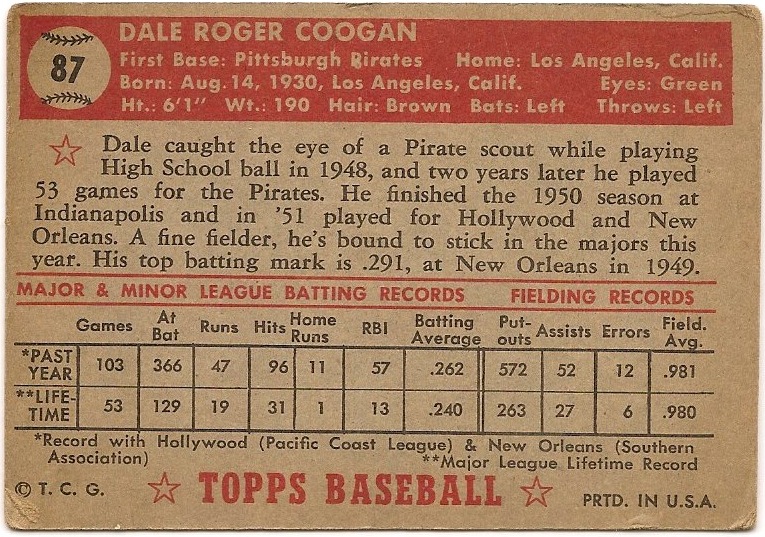 87
DALE ROGER COOGAN
First Base: Pittsburgh Pirates Home: Los Angeles, Calif.
Born: Aug. 14, 1930, Los Angeles, Calif. Eyes: Green
Ht.: 6'1" Wt.: 190 Hair: Brown Bats: Left Throws: Left
Dale caught the eye of a Pirate scout while playing
High School ball in 1948, and two years later he played
53 games for the Pirates. He finished the 1950 season at
Indianapolis and in '51 played for Hollywood and New
Orleans. A fine fielder, he's bound to stick in the majors this
year. His top batting mark is .291, at New Orleans in 1949.
MAJOR & MINOR LEAGUE BATTING RECORDS FIELDING RECORDS
Games At Bat Runs Hits Home Runs RBI Batting Average Put-outs Assists Errors Field. Avg.
*PAST YEAR 103 366 47 96 11 57 .262 572 52 12 .981
**LIFE-TIME 53 129 19 31 1 13 .240 263 27 6 .980
*Record with Hollywood (Pacific Coast League) & New Orleans (Southern
Association) **Major League Lifetime Record
© T. C. G. TOPPS BASEBALL PRTD. IN U.S.A.